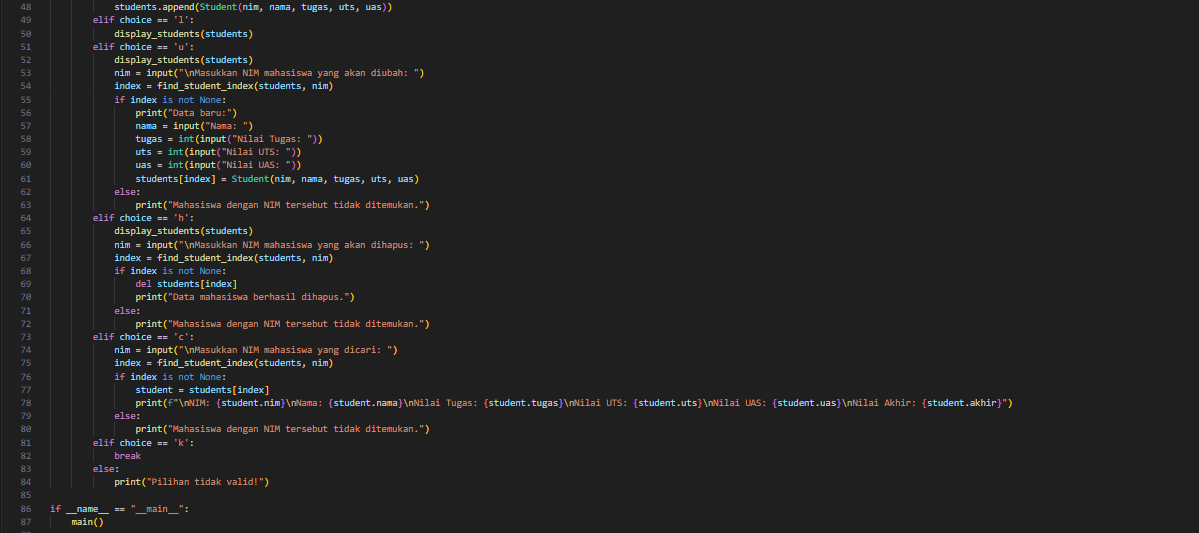 48 students.append(Student(nim, nama, tugas, uts, uas))
49 elif choice == 'l':
50 display_students(students)
51 elif choice == 'u':
52 display_students(students)
53 nim = input("\nMasukkan NIM mahasiswa yang akan diubah: ")
54 index = find_student_index(students, nim)
55 if index is not None:
56 print("Data baru:")
57 nama = input("Nama: ")
58 tugas = int(input("Nilai Tugas: "))
59 uts = int(input("Nilai UTS: "))
60 uas = int(input("Nilai UAS: "))
61 students[index] = Student(nim, nama, tugas, uts, uas)
62 else:
63 print("Mahasiswa dengan NIM tersebut tidak ditemukan.")
64 elif choice == 'h':
65 display_students(students)
66 nim = input("\nMasukkan NIM mahasiswa yang akan dihapus: ")
67 index = find_student_index(students, nim)
68 if index is not None:
69 del students[index]
70 print("Data mahasiswa berhasil dihapus.")
71 else:
72 print("Mahasiswa dengan NIM tersebut tidak ditemukan.")
73 elif choice == 'c':
74 nim = input("\nMasukkan NIM mahasiswa yang dicari: ")
75 index = find_student_index(students, nim)
76 if index is not None:
77 student = students[index]
78 print(f"\nNIM: {student.nim}\nNama: {student.nama}\nNilai Tugas: {student.tugas}\nNilai UTS: {student.uts}\nNilai UAS: {student.uas}\nNilai Akhir: {student.akhir}")
79 else:
80 print("Mahasiswa dengan NIM tersebut tidak ditemukan.")
81 elif choice == 'k':
82 break
83 else:
84 print("Pilihan tidak valid!")
85
86 if __name__ == "__main__":
87 main()